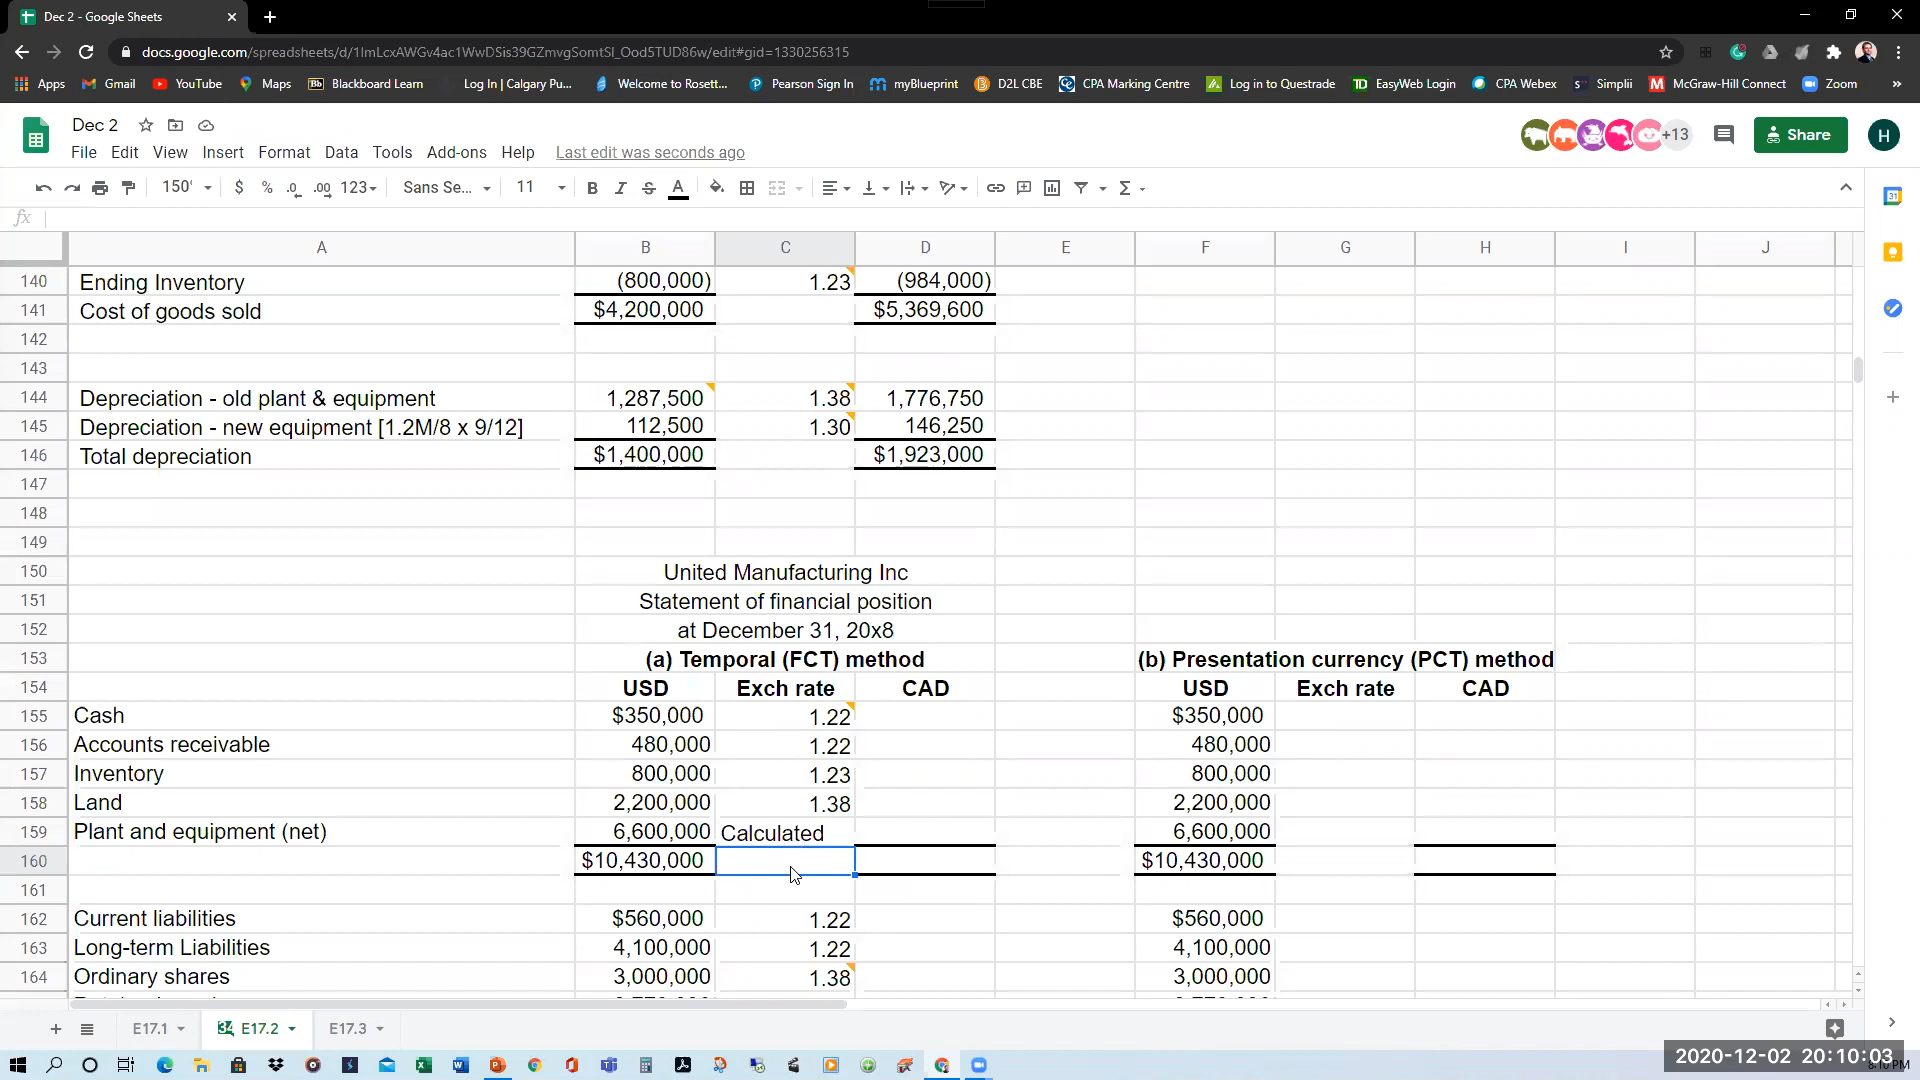 Dec 2 - Google Sheets
docs.google.com/spreadsheets/d/1lmLcxAWGv4ac1WwDSis39GZmvgSomtSl_Ood5TUD86w/edit#gid=1330256315
Apps Gmail YouTube Maps Bb Blackboard Learn Log In | Calgary Pu... Welcome to Rosett... Pearson Sign In myBlueprint D2L CBE CPA Marking Centre Log in to Questrade EasyWeb Login CPA Webex Simplii McGraw-Hill Connect Zoom »
Dec 2
+13 Share H
File Edit View Insert Format Data Tools Add-ons Help Last edit was seconds ago
150% $ % .0 .00 123 Sans Se... 11 B I S A
fx
A B C D E F G H I J
140 Ending Inventory (800,000) 1.23 (984,000)
141 Cost of goods sold $4,200,000 $5,369,600
142
143
144 Depreciation - old plant & equipment 1,287,500 1.38 1,776,750
145 Depreciation - new equipment [1.2M/8 x 9/12] 112,500 1.30 146,250
146 Total depreciation $1,400,000 $1,923,000
147
148
149
150 United Manufacturing Inc
151 Statement of financial position
152 at December 31, 20x8
153 (a) Temporal (FCT) method (b) Presentation currency (PCT) method
154 USD Exch rate CAD USD Exch rate CAD
155 Cash $350,000 1.22 $350,000
156 Accounts receivable 480,000 1.22 480,000
157 Inventory 800,000 1.23 800,000
158 Land 2,200,000 1.38 2,200,000
159 Plant and equipment (net) 6,600,000 Calculated 6,600,000
160 $10,430,000 $10,430,000
161
162 Current liabilities $560,000 1.22 $560,000
163 Long-term Liabilities 4,100,000 1.22 4,100,000
164 Ordinary shares 3,000,000 1.38 3,000,000
E17.1 34 E17.2 E17.3
2020-12-02 20:10:03